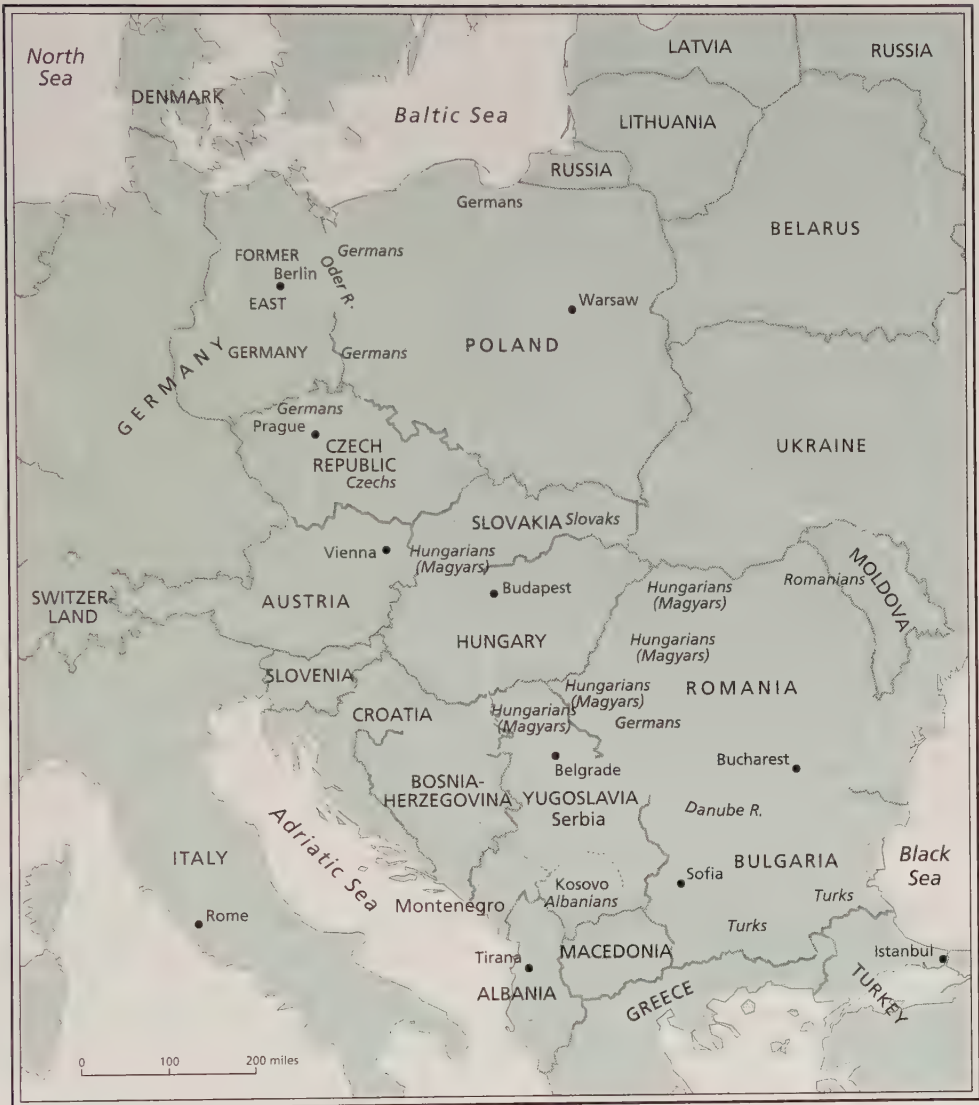 North
Sea
DENMARK
Baltic Sea
LATVIA
RUSSIA
LITHUANIA
RUSSIA
BELARUS
Germans
FORMER
Berlin
EAST
GERMANY
Germans
Oder R.
Germans
Warsaw
POLAND
GERMANY
Germans
Prague
CZECH
REPUBLIC
Czechs
UKRAINE
SLOVAKIA Slovaks
Vienna
Hungarians
(Magyars)
Budapest
Hungarians
(Magyars)
Romanians
MOLDOVA
SWITZER-
LAND
AUSTRIA
HUNGARY
Hungarians
(Magyars)
SLOVENIA
Hungarians
(Magyars)
ROMANIA
CROATIA
Hungarians
(Magyars)
Germans
Belgrade
Bucharest
BOSNIA-
HERZEGOVINA
YUGOSLAVIA
Serbia
Danube R.
Adriatic Sea
ITALY
BULGARIA
Black
Sea
Sofia
Kosovo
Albanians
Montenegro
Turks
Turks
Rome
Tirana
MACEDONIA
Istanbul
ALBANIA
GREECE
TURKEY
0 100 200 miles